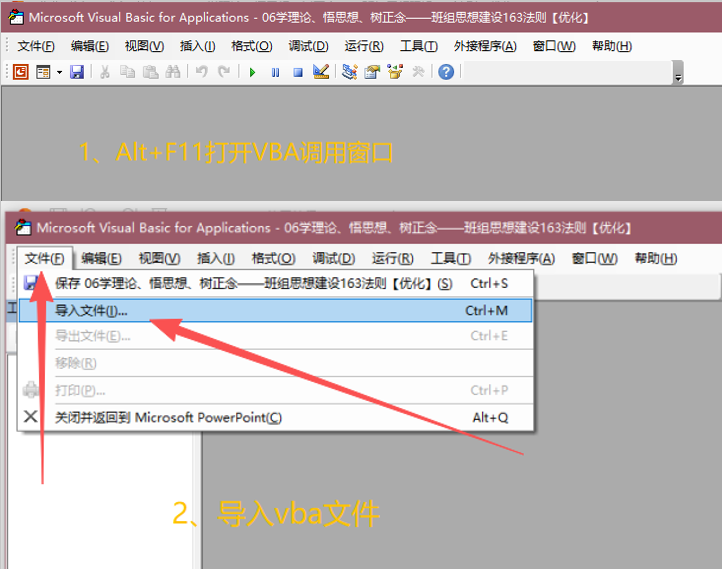 Microsoft Visual Basic for Applications - 06学理论、悟思想、树正念——班组思想建设163法则【优化】
文件(F) 编辑(E) 视图(V) 插入(I) 格式(O) 调试(D) 运行(R) 工具(T) 外接程序(A) 窗口(W) 帮助(H)
1、Alt+F11打开VBA调用窗口
Microsoft Visual Basic for Applications - 06学理论、悟思想、树正念——班组思想建设163法则【优化】
文件(F) 编辑(E) 视图(V) 插入(I) 格式(O) 调试(D) 运行(R) 工具(T) 外接程序(A) 窗口(W) 帮助(H)
保存 06学理论、悟思想、树正念——班组思想建设163法则【优化】(S) Ctrl+S
导入文件(I)... Ctrl+M
导出文件(E)... Ctrl+E
移除(R)
打印(P)... Ctrl+P
关闭并返回到 Microsoft PowerPoint(C) Alt+Q
2、导入vba文件